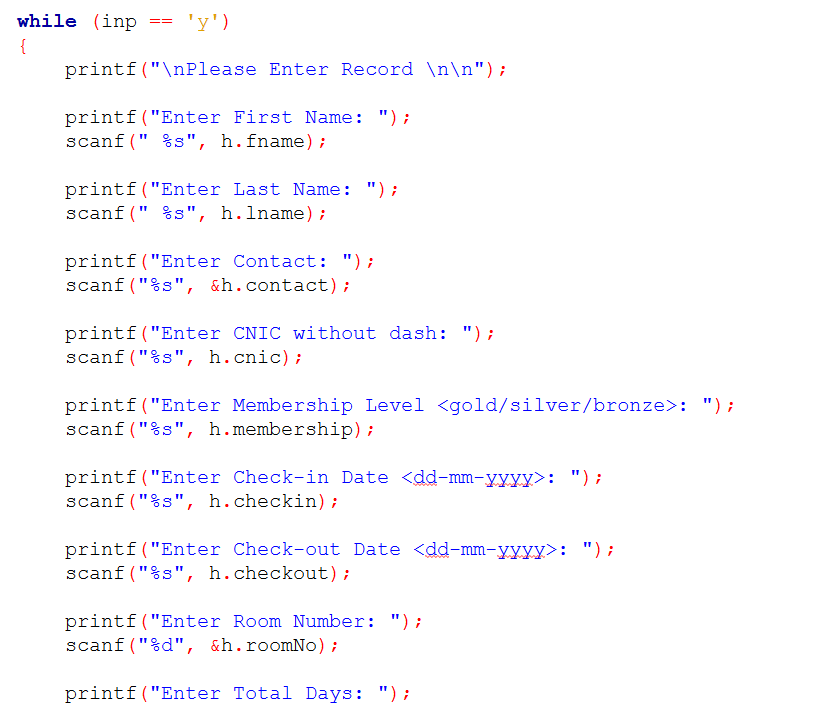 while (inp == 'y')
{
printf("\nPlease Enter Record \n\n");
printf("Enter First Name: ");
scanf(" %s", h.fname);
printf("Enter Last Name: ");
scanf(" %s", h.lname);
printf("Enter Contact: ");
scanf("%s", &h.contact);
printf("Enter CNIC without dash: ");
scanf("%s", h.cnic);
printf("Enter Membership Level <gold/silver/bronze>: ");
scanf("%s", h.membership);
printf("Enter Check-in Date <dd-mm-yyyy>: ");
scanf("%s", h.checkin);
printf("Enter Check-out Date <dd-mm-yyyy>: ");
scanf("%s", h.checkout);
printf("Enter Room Number: ");
scanf("%d", &h.roomNo);
printf("Enter Total Days: ");